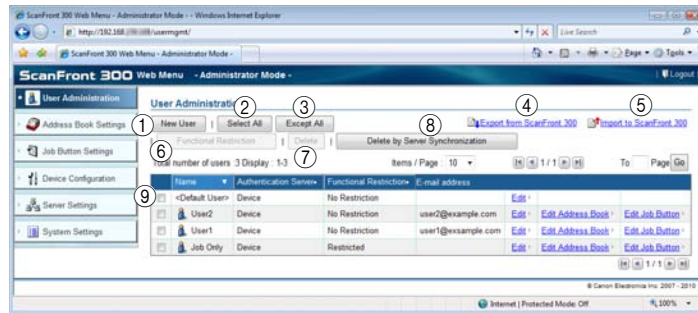 ScanFront 300 Web Menu - Administrator Mode - - Windows Internet Explorer
http://192.168. /usermgmt/
Live Search
ScanFront 300 Web Menu - Administrator Mode -
Page Tools
ScanFront 300 Web Menu - Administrator Mode - Logout
User Administration
Address Book Settings
Job Button Settings
Device Configuration
Server Settings
System Settings
User Administration
② ③ ④ ⑤
① New User | Select All | Except All Export from ScanFront 300 Import to ScanFront 300
⑧
| Functional Restriction | Delete | Delete by Server Synchronization
⑥ ⑦
Total number of users :3 Display : 1-3 Items / Page : 10 1 / 1 To Page Go
Name Authentication Server Functional Restriction E-mail address
⑨ <Default User> Device No Restriction Edit
User2 Device No Restriction user2@example.com Edit Edit Address Book Edit Job Button
User1 Device No Restriction user1@exsample.com Edit Edit Address Book Edit Job Button
Job Only Device Restricted Edit Edit Address Book Edit Job Button
1 / 1
© Canon Electronics Inc. 2007 - 2010
Internet | Protected Mode: Off 100%